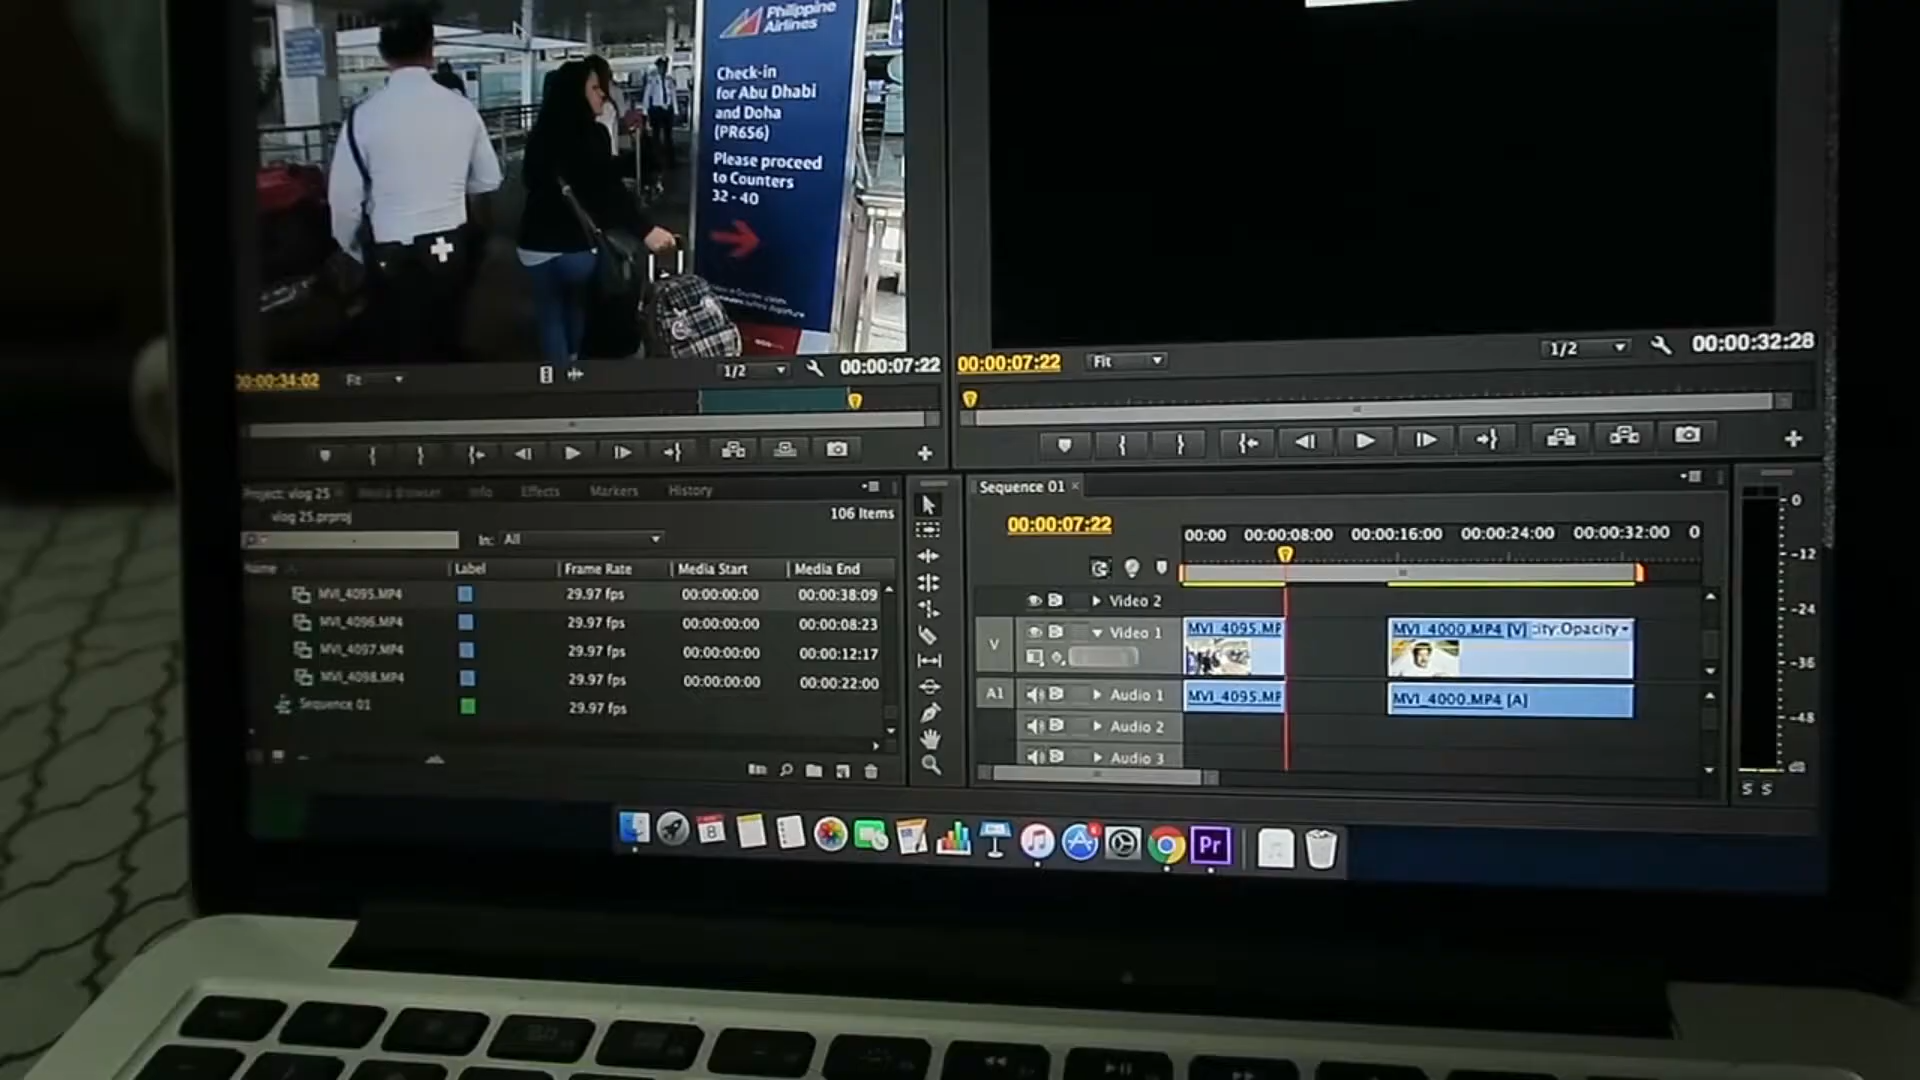 Philippine
Airlines
Check-in
for Abu Dhabi
and Doha
(PR656)
Please proceed
to Counters
32 - 40
00:00:34:02
Fit
1/2
00:00:07:22
00:00:07:22
Fit
1/2
00:00:32:28
Project: vlog 25
Media Browser
Info
Effects
Markers
History
vlog 25.prproj
106 Items
In: All
Name
Label
Frame Rate
Media Start
Media End
MVI_4095.MP4
29.97 fps
00:00:00:00
00:00:38:09
MVI_4096.MP4
29.97 fps
00:00:00:00
00:00:08:23
MVI_4097.MP4
29.97 fps
00:00:00:00
00:00:12:17
MVI_4098.MP4
29.97 fps
00:00:00:00
00:00:22:00
Sequence 01
29.97 fps
Sequence 01
00:00:07:22
00:00
00:00:08:00
00:00:16:00
00:00:24:00
00:00:32:00
0
Video 2
V
Video 1
MVI_4095.MP
MVI_4000.MP4 [V]
ity:Opacity
A1
Audio 1
MVI_4095.MP
MVI_4000.MP4 [A]
Audio 2
Audio 3
0
-12
-24
-36
-48
dB
S S
8
6
Pr